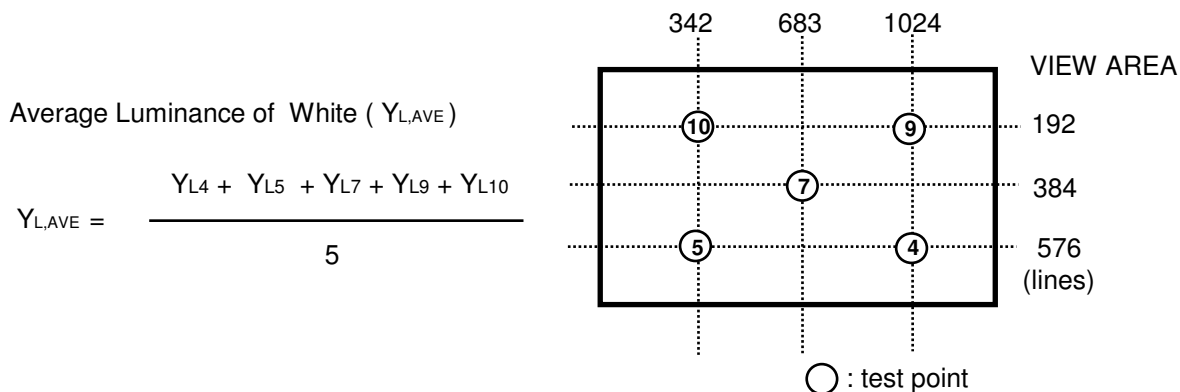 342 683 1024
VIEW AREA
Average Luminance of White ( YL,AVE )
10 9 192
YL4 + YL5 + YL7 + YL9 + YL10
7 384
YL,AVE =
5
5 4 576
(lines)
: test point